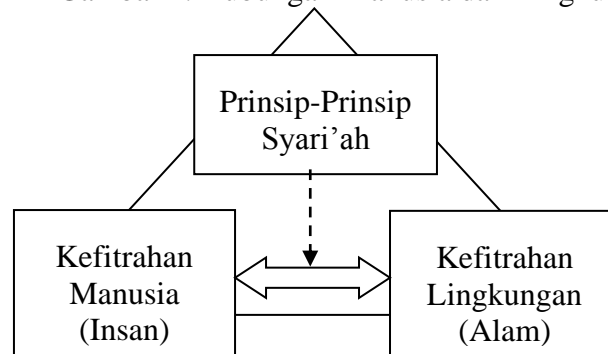 Prinsip-Prinsip
Syari’ah
Kefitrahan
Manusia
(Insan)
Kefitrahan
Lingkungan
(Alam)